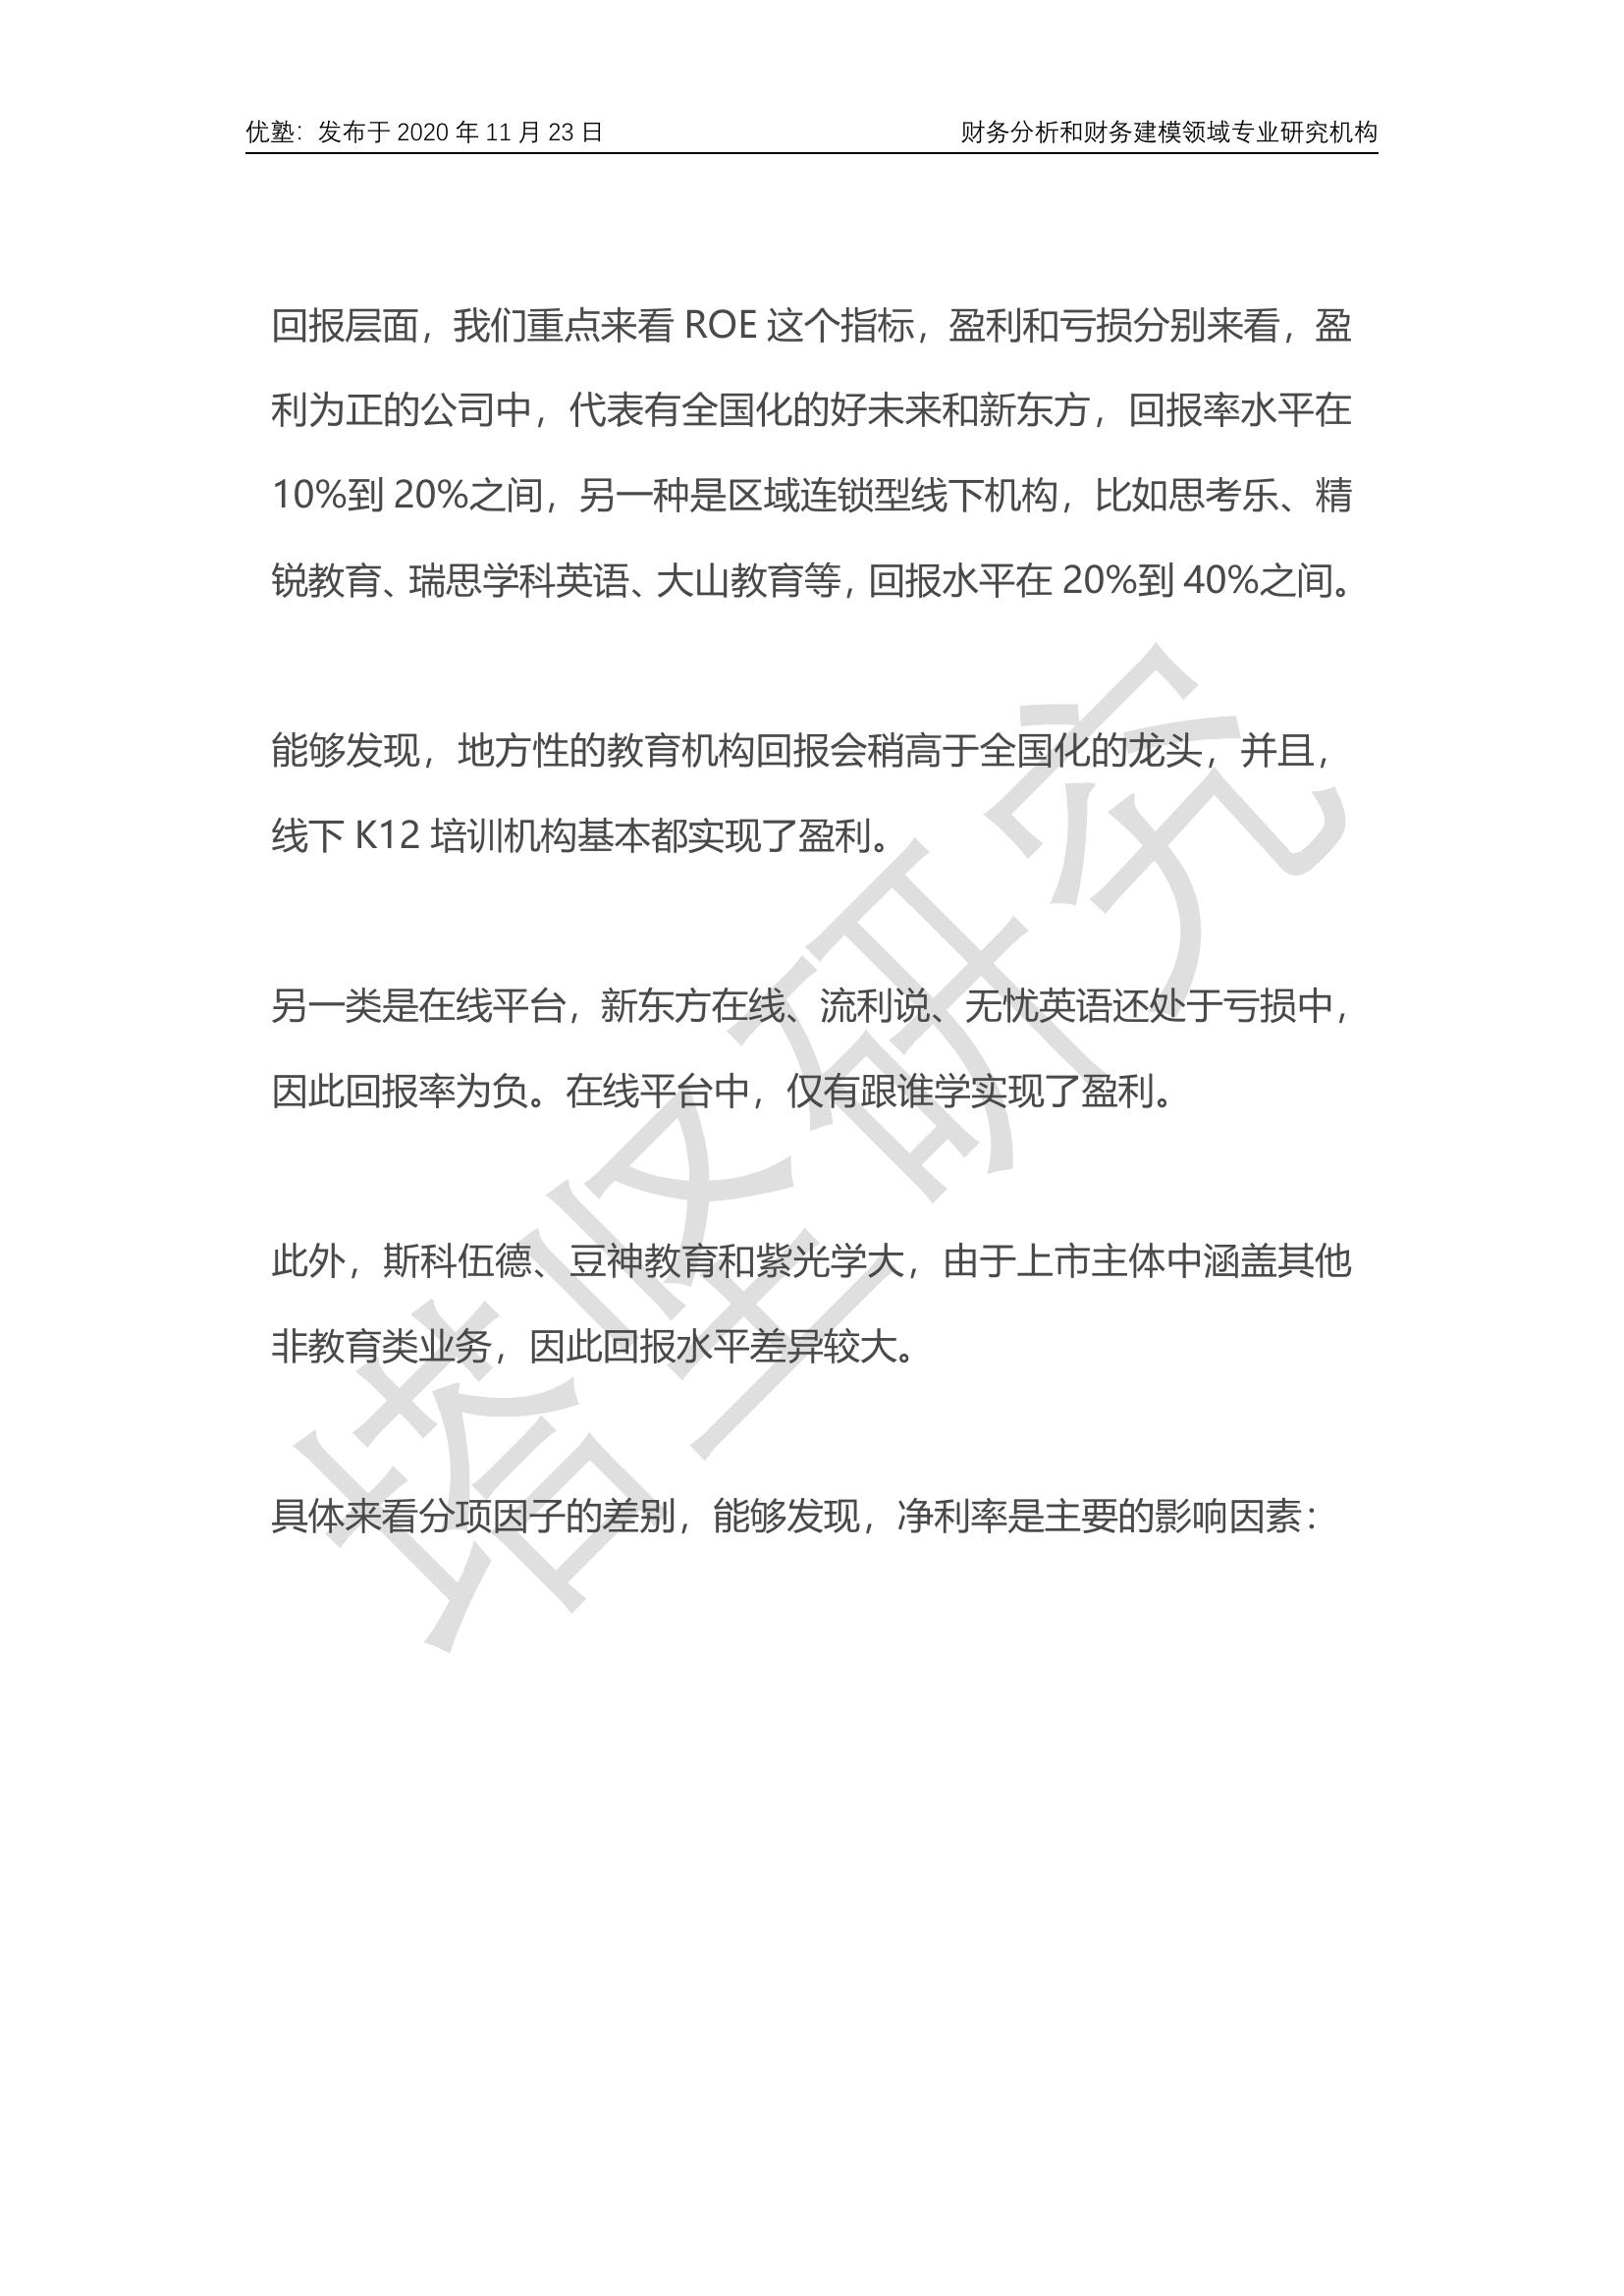 优塾：发布于 2020 年 11 月 23 日 财务分析和财务建模领域专业研究机构
回报层面，我们重点来看 ROE 这个指标，盈利和亏损分别来看，盈
利为正的公司中，代表有全国化的好未来和新东方，回报率水平在
10%到 20%之间，另一种是区域连锁型线下机构，比如思考乐、精
锐教育、瑞思学科英语、大山教育等，回报水平在 20%到 40%之间。
能够发现，地方性的教育机构回报会稍高于全国化的龙头，并且，
线下 K12 培训机构基本都实现了盈利。
另一类是在线平台，新东方在线、流利说、无忧英语还处于亏损中，
因此回报率为负。在线平台中，仅有跟谁学实现了盈利。
此外，斯科伍德、豆神教育和紫光学大，由于上市主体中涵盖其他
非教育类业务，因此回报水平差异较大。
具体来看分项因子的差别，能够发现，净利率是主要的影响因素：
塔坚研究